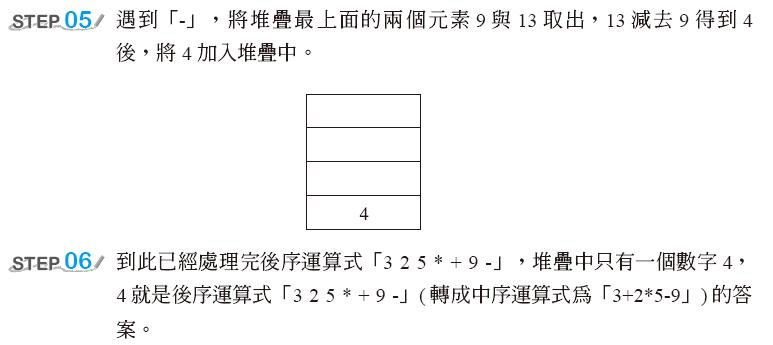 STEP 05 遇到「-」，將堆疊最上面的兩個元素 9 與 13 取出，13 減去 9 得到 4
後，將 4 加入堆疊中。
4
STEP 06 到此已經處理完後序運算式「3 2 5 * + 9 -」，堆疊中只有一個數字 4，
4 就是後序運算式「3 2 5 * + 9 -」( 轉成中序運算式為「3+2*5-9」) 的答
案。